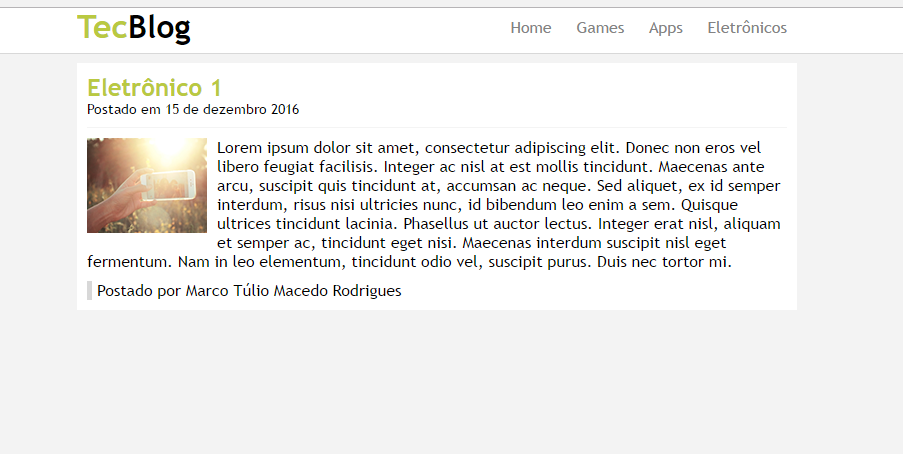 TecBlog
Home Games Apps Eletrônicos
Eletrônico 1
Postado em 15 de dezembro 2016
Lorem ipsum dolor sit amet, consectetur adipiscing elit. Donec non eros vel
libero feugiat facilisis. Integer ac nisl at est mollis tincidunt. Maecenas ante
arcu, suscipit quis tincidunt at, accumsan ac neque. Sed aliquet, ex id semper
interdum, risus nisi ultricies nunc, id bibendum leo enim a sem. Quisque
ultrices tincidunt lacinia. Phasellus ut auctor lectus. Integer erat nisl, aliquam
et semper ac, tincidunt eget nisi. Maecenas interdum suscipit nisl eget
fermentum. Nam in leo elementum, tincidunt odio vel, suscipit purus. Duis nec tortor mi.
Postado por Marco Túlio Macedo Rodrigues